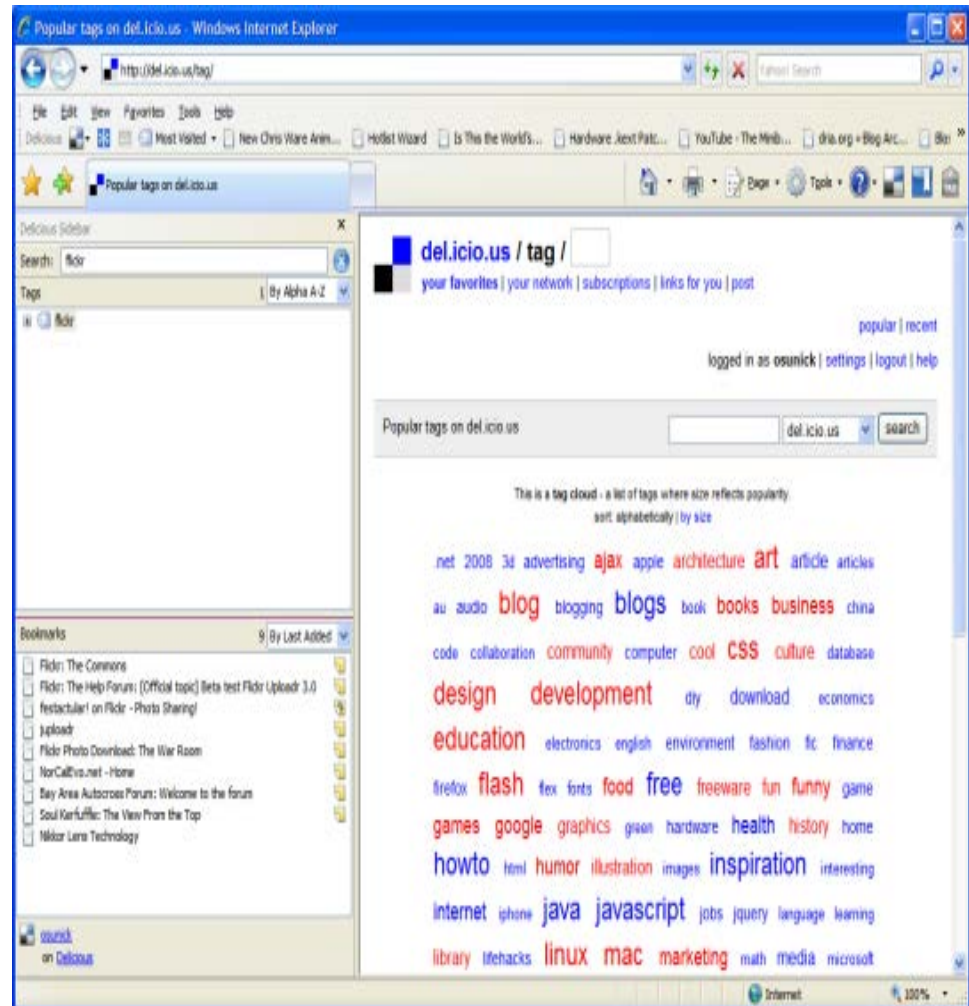 Popular tags on del.icio.us - Windows Internet Explorer
http://del.icio.us/tag/
Yahoo! Search
File Edit View Favorites Tools Help
Delicious Most Visited New Chris Ware Anim... Hotlist Wizard Is This the World's... Hardware .kext Patc... YouTube - The Minib... dria.org » Blog Arc...
Popular tags on del.icio.us
Page Tools
Delicious Sidebar x
Search: flickr
Tags 1 By Alpha A-Z
flickr
Bookmarks 9 By Last Added
Flickr: The Commons
Flickr: The Help Forum: [Official topic] Beta test Flickr Uploadr 3.0
festactular! on Flickr - Photo Sharing!
juploadr
Flickr Photo Download: The War Room
NorCalEvo.net - Home
Bay Area Autocross Forum: Welcome to the forum
Soul Kerfuffle: The View From the Top
Nikkor Lens Technology
osunick
on Delicious
del.icio.us / tag /
your favorites | your network | subscriptions | links for you | post
popular | recent
logged in as osunick | settings | logout | help
Popular tags on del.icio.us del.icio.us search
This is a tag cloud - a list of tags where size reflects popularity.
sort: alphabetically | by size
.net 2008 3d advertising ajax apple architecture art article articles
au audio blog blogging blogs book books business china
code collaboration community computer cool css culture database
design development diy download economics
education electronics english environment fashion fic finance
firefox flash flex fonts food free freeware fun funny game
games google graphics green hardware health history home
howto html humor illustration images inspiration interesting
internet iphone java javascript jobs jquery language learning
library lifehacks linux mac marketing math media microsoft
Internet 100%